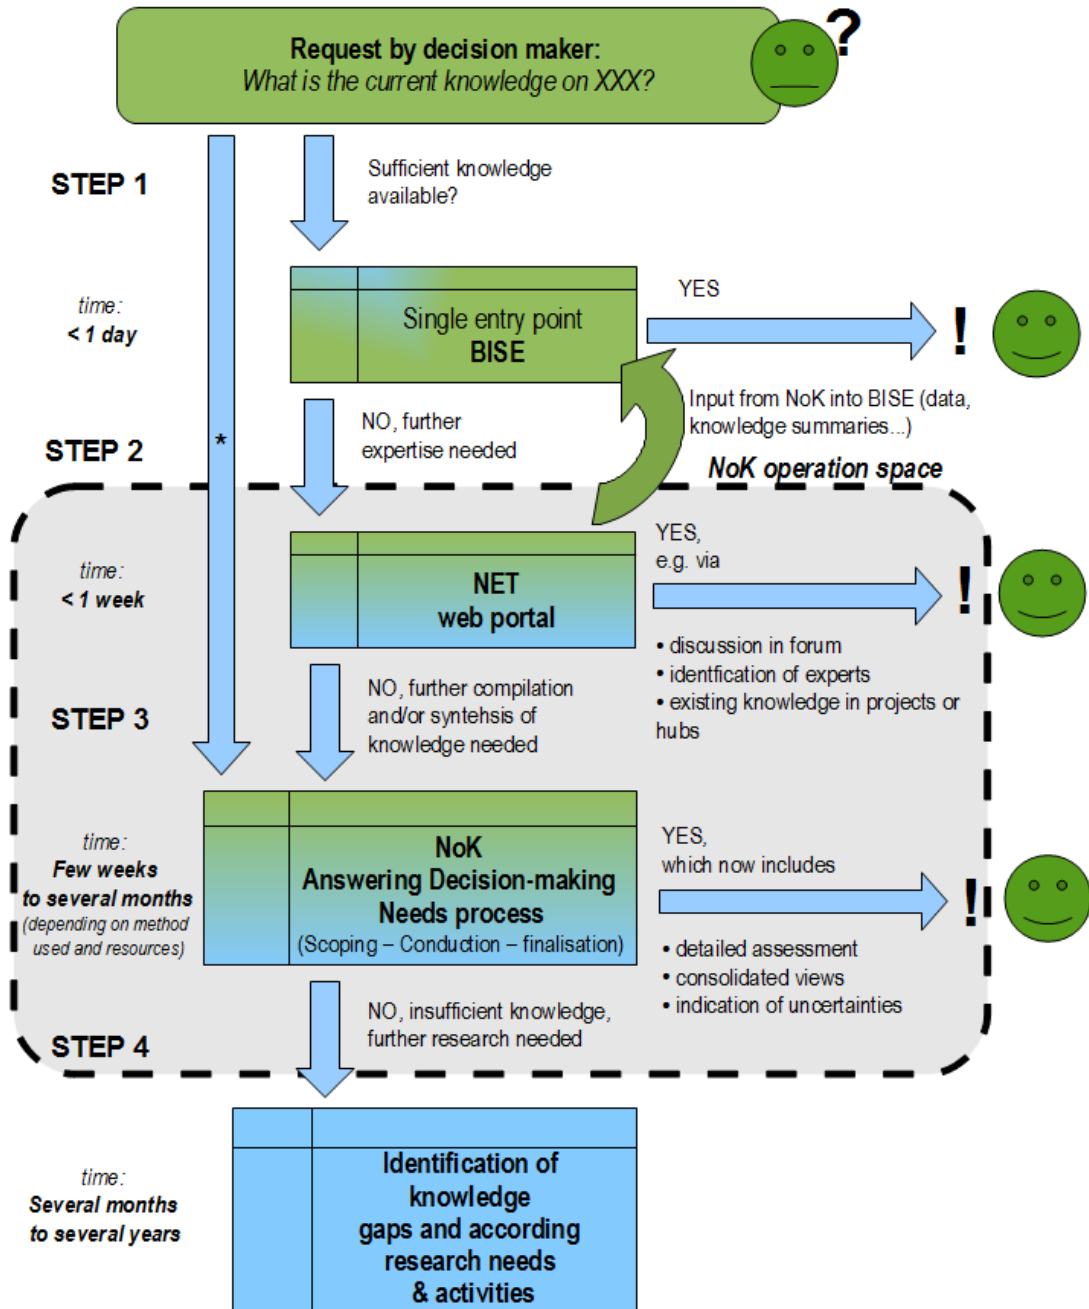 Request by decision maker:
What is the current knowledge on XXX?
?
STEP 1
Sufficient knowledge
available?
time:
< 1 day
Single entry point
BISE
YES
!
Input from NoK into BISE (data,
knowledge summaries...)
*
STEP 2
NO, further
expertise needed
NoK operation space
time:
< 1 week
NET
web portal
YES,
e.g. via
!
• discussion in forum
• identfication of experts
• existing knowledge in projects or
hubs
STEP 3
NO, further compilation
and/or syntehsis of
knowledge needed
time:
Few weeks
to several months
(depending on method
used and resources)
NoK
Answering Decision-making
Needs process
(Scoping – Conduction – finalisation)
YES,
which now includes
!
• detailed assessment
• consolidated views
• indication of uncertainties
STEP 4
NO, insufficient knowledge,
further research needed
time:
Several months
to several years
Identification of
knowledge
gaps and according
research needs
& activities